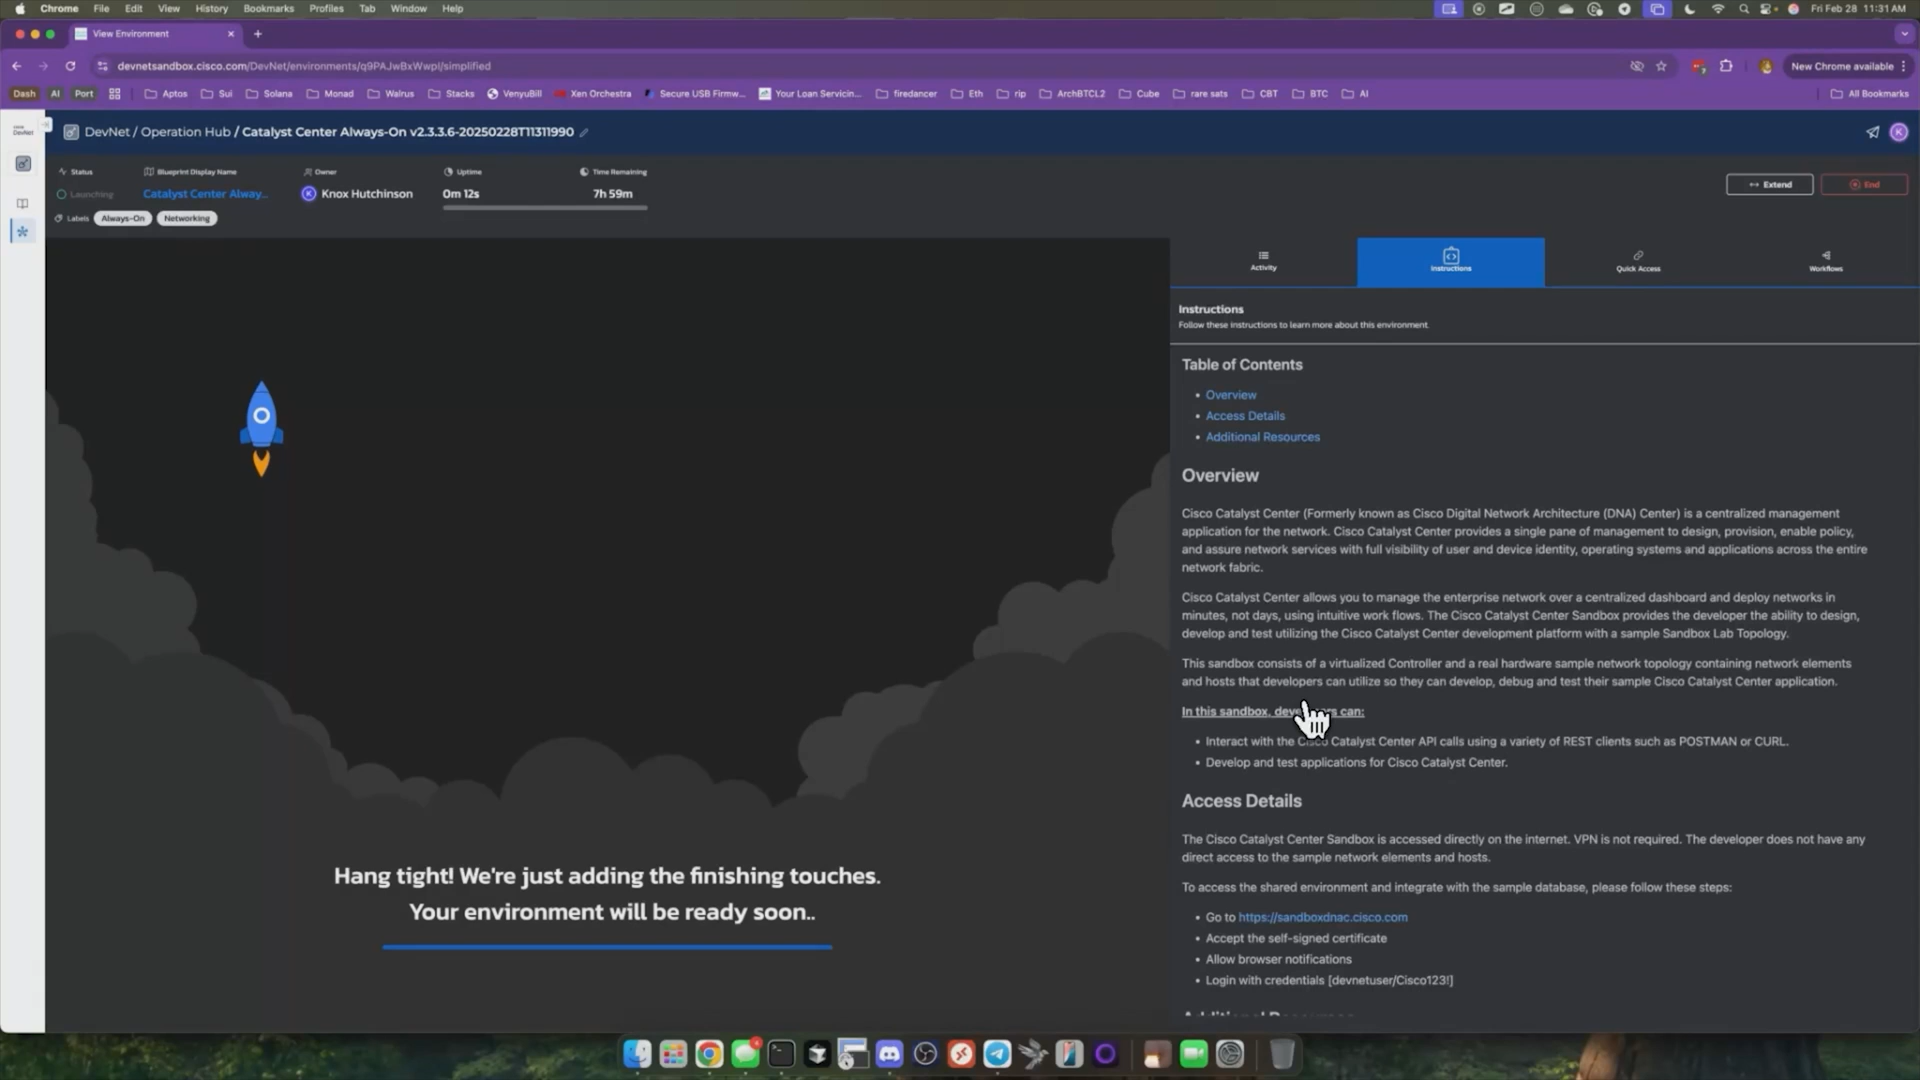 Chrome File Edit View History Bookmarks Profiles Tab Window Help
Fri Feb 28 11:31 AM
View Environment
devnetsandbox.cisco.com/DevNet/environments/q9PAJwBxWwpl/simplified
New Chrome available
Dash AI Port Aptos Sui Solana Monad Walrus Stacks VenyuBill Xen Orchestra Secure USB Firmw... Your Loan Servicin... firedancer Eth rip ArchBTCL2 Cube rare sats CBT BTC AI All Bookmarks
DevNet
DevNet / Operation Hub / Catalyst Center Always-On v2.3.3.6-20250228T11311990
K
Status Blueprint Display Name Owner Uptime Time Remaining
Launching Catalyst Center Alway... K Knox Hutchinson 0m 12s 7h 59m
Extend End
Labels Always-On Networking
Activity Instructions Quick Access Workflows
Instructions
Follow these instructions to learn more about this environment.
Table of Contents
• Overview
• Access Details
• Additional Resources
Overview
Cisco Catalyst Center (Formerly known as Cisco Digital Network Architecture (DNA) Center) is a centralized management
application for the network. Cisco Catalyst Center provides a single pane of management to design, provision, enable policy,
and assure network services with full visibility of user and device identity, operating systems and applications across the entire
network fabric.
Cisco Catalyst Center allows you to manage the enterprise network over a centralized dashboard and deploy networks in
minutes, not days, using intuitive work flows. The Cisco Catalyst Center Sandbox provides the developer the ability to design,
develop and test utilizing the Cisco Catalyst Center development platform with a sample Sandbox Lab Topology.
This sandbox consists of a virtualized Controller and a real hardware sample network topology containing network elements
and hosts that developers can utilize so they can develop, debug and test their sample Cisco Catalyst Center application.
In this sandbox, developers can:
• Interact with the Cisco Catalyst Center API calls using a variety of REST clients such as POSTMAN or CURL.
• Develop and test applications for Cisco Catalyst Center.
Access Details
The Cisco Catalyst Center Sandbox is accessed directly on the internet. VPN is not required. The developer does not have any
direct access to the sample network elements and hosts.
To access the shared environment and integrate with the sample database, please follow these steps:
• Go to https://sandboxdnac.cisco.com
• Accept the self-signed certificate
• Allow browser notifications
• Login with credentials [devnetuser/Cisco123!]
Additional Resources
Hang tight! We're just adding the finishing touches.
Your environment will be ready soon..